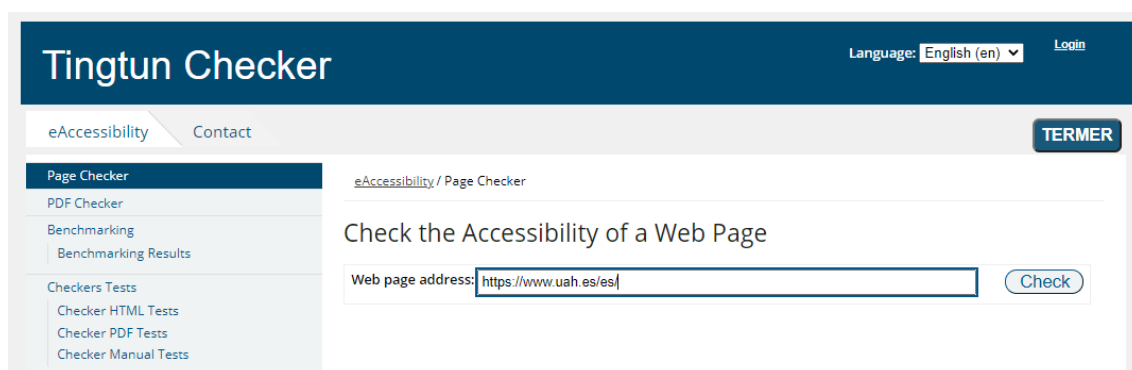 Tingtun Checker
Language: English (en)
Login
eAccessibility
Contact
TERMER
Page Checker
PDF Checker
Benchmarking
Benchmarking Results
Checkers Tests
Checker HTML Tests
Checker PDF Tests
Checker Manual Tests
eAccessibility / Page Checker
Check the Accessibility of a Web Page
Web page address: https://www.uah.es/es/
Check